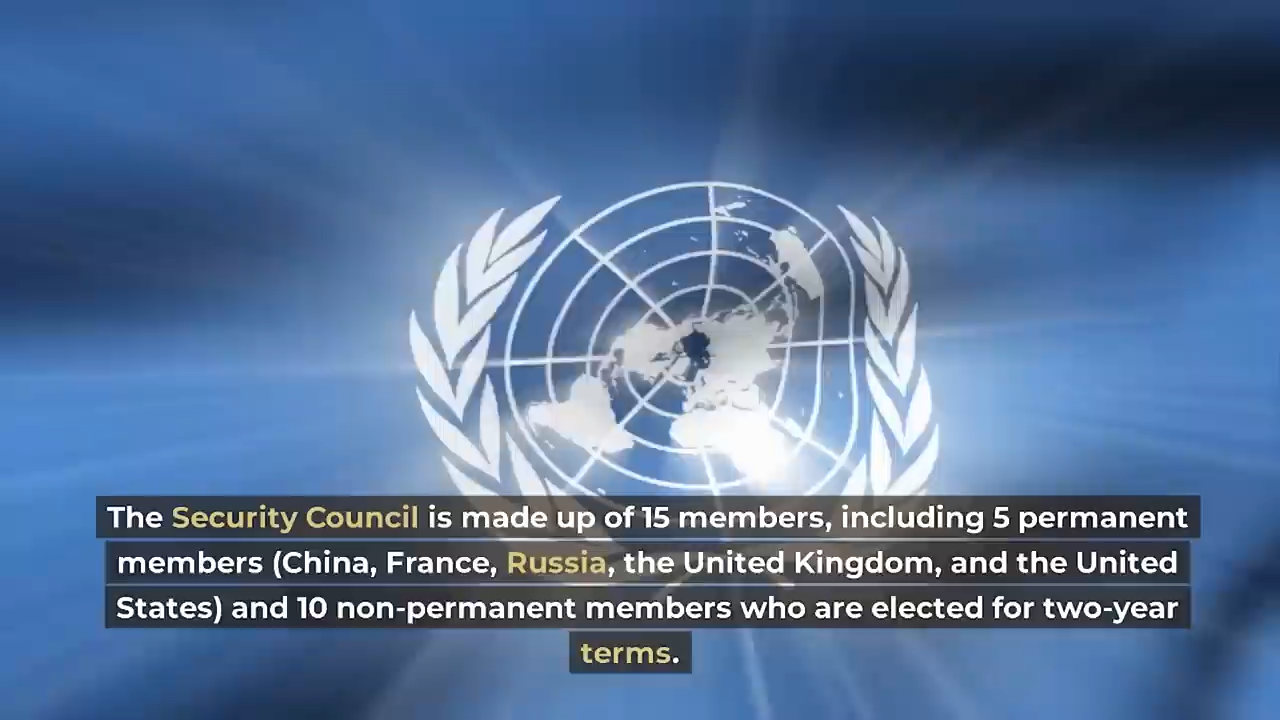 The Security Council is made up of 15 members, including 5 permanent
members (China, France, Russia, the United Kingdom, and the United
States) and 10 non-permanent members who are elected for two-year
terms.